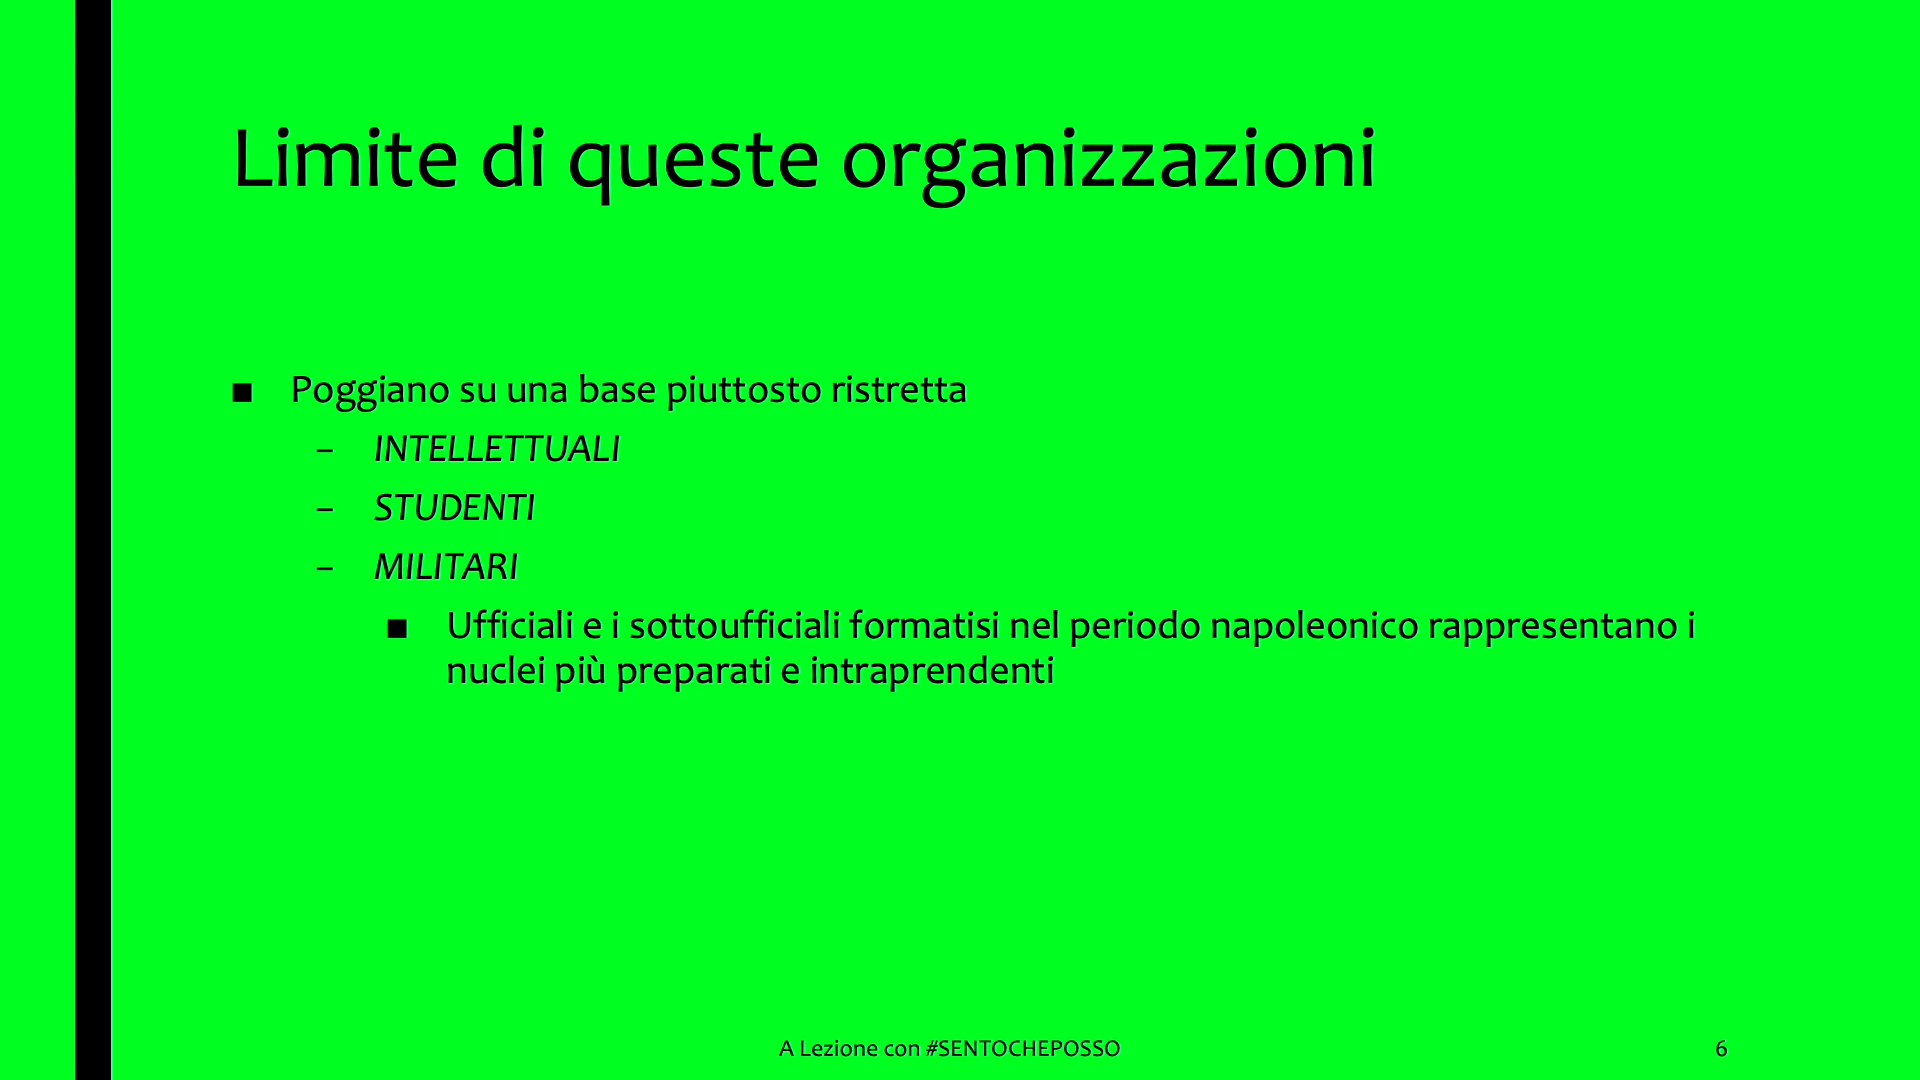 Limite di queste organizzazioni
■ Poggiano su una base piuttosto ristretta
– INTELLETTUALI
– STUDENTI
– MILITARI
■ Ufficiali e i sottoufficiali formatisi nel periodo napoleonico rappresentano i
nuclei più preparati e intraprendenti
A Lezione con #SENTOCHEPOSSO
6